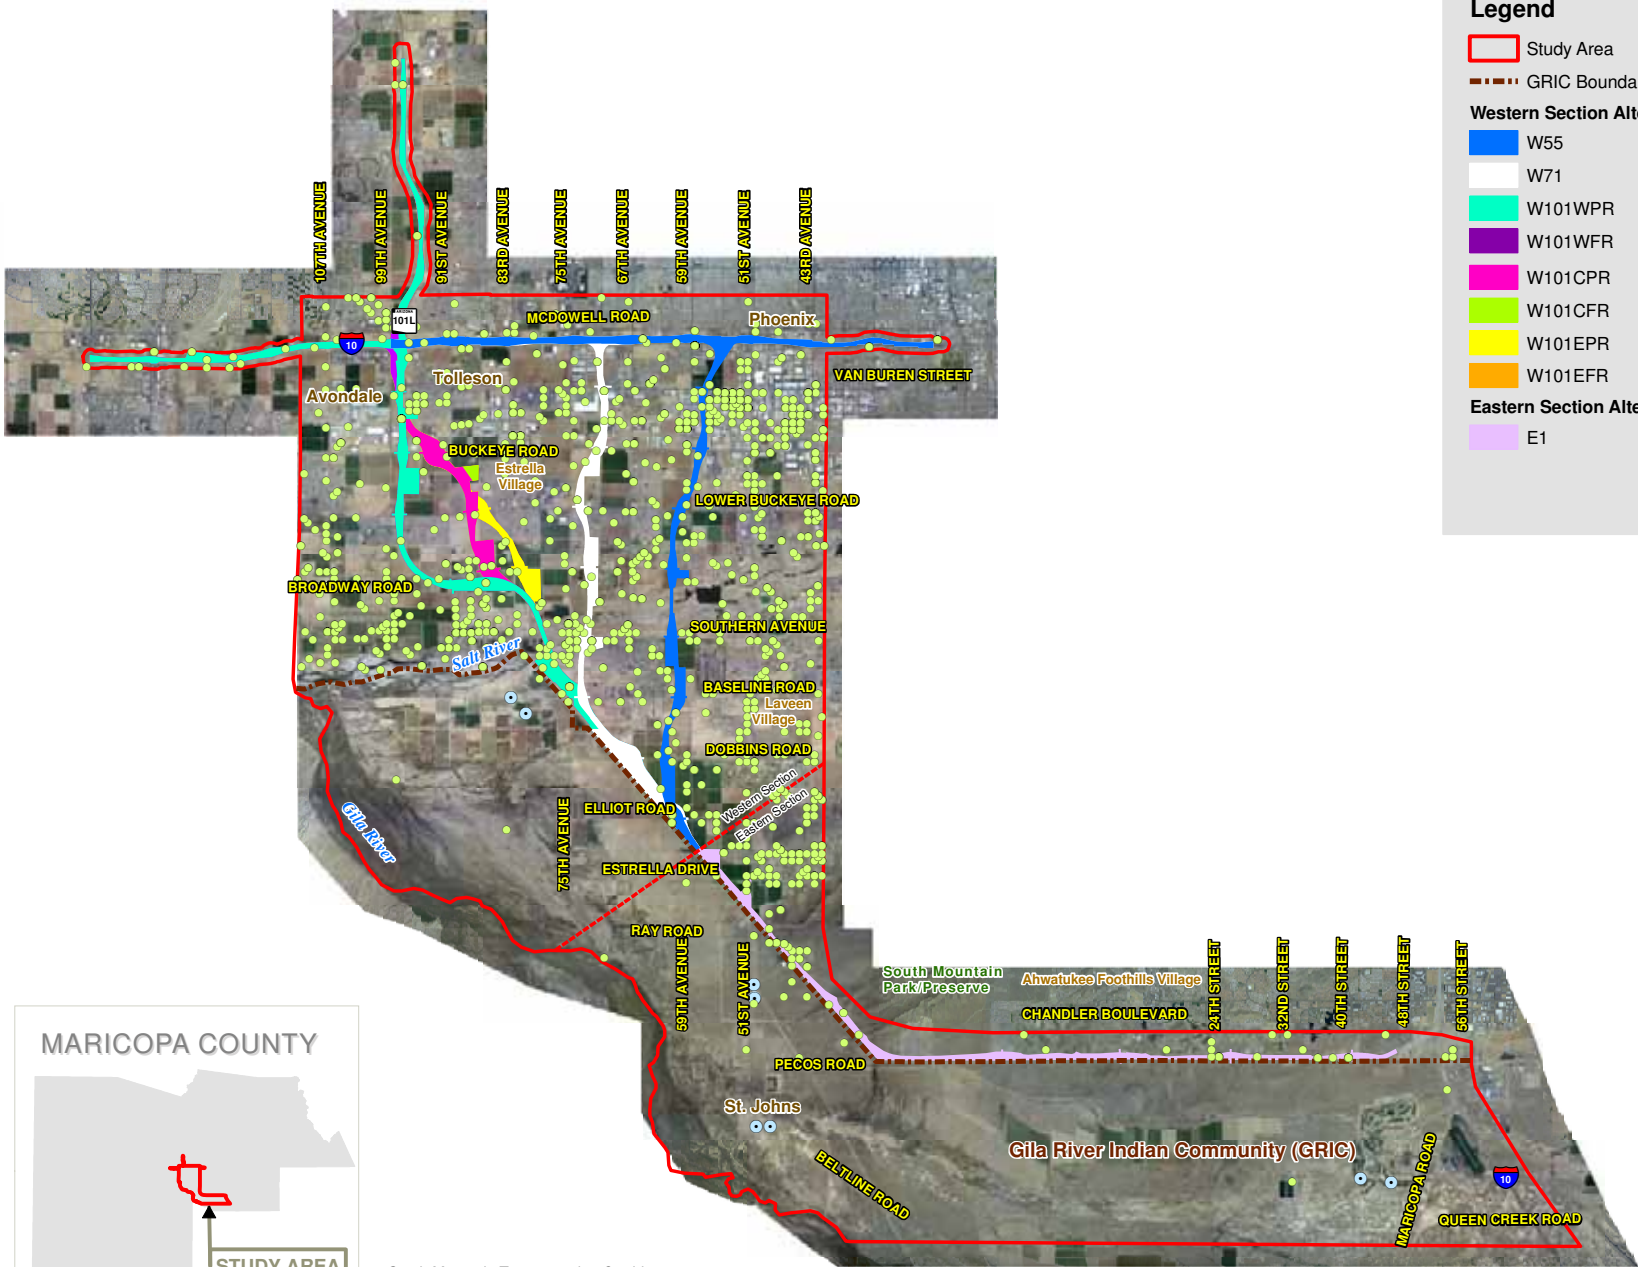 Legend
Study Area
GRIC Bounda
Western Section Alte
W55
W71
W101WPR
W101WFR
W101CPR
W101CFR
W101EPR
W101EFR
Eastern Section Alte
E1
107TH AVENUE
99TH AVENUE
91ST AVENUE
83RD AVENUE
75TH AVENUE
67TH AVENUE
59TH AVENUE
51ST AVENUE
43RD AVENUE
MCDOWELL ROAD
Phoenix
ARIZONA
101L
10
VAN BUREN STREET
Tolleson
Avondale
BUCKEYE ROAD
Estrella
Village
LOWER BUCKEYE ROAD
BROADWAY ROAD
SOUTHERN AVENUE
Salt River
BASELINE ROAD
Laveen
Village
DOBBINS ROAD
Western Section
Eastern Section
ELLIOT ROAD
75TH AVENUE
Gila River
ESTRELLA DRIVE
RAY ROAD
59TH AVENUE
51ST AVENUE
South Mountain
Park/Preserve
Ahwatukee Foothills Village
24TH STREET
32ND STREET
40TH STREET
48TH STREET
56TH STREET
CHANDLER BOULEVARD
PECOS ROAD
St. Johns
Gila River Indian Community (GRIC)
BELTLINE ROAD
MARICOPA ROAD
10
QUEEN CREEK ROAD
MARICOPA COUNTY
STUDY AREA